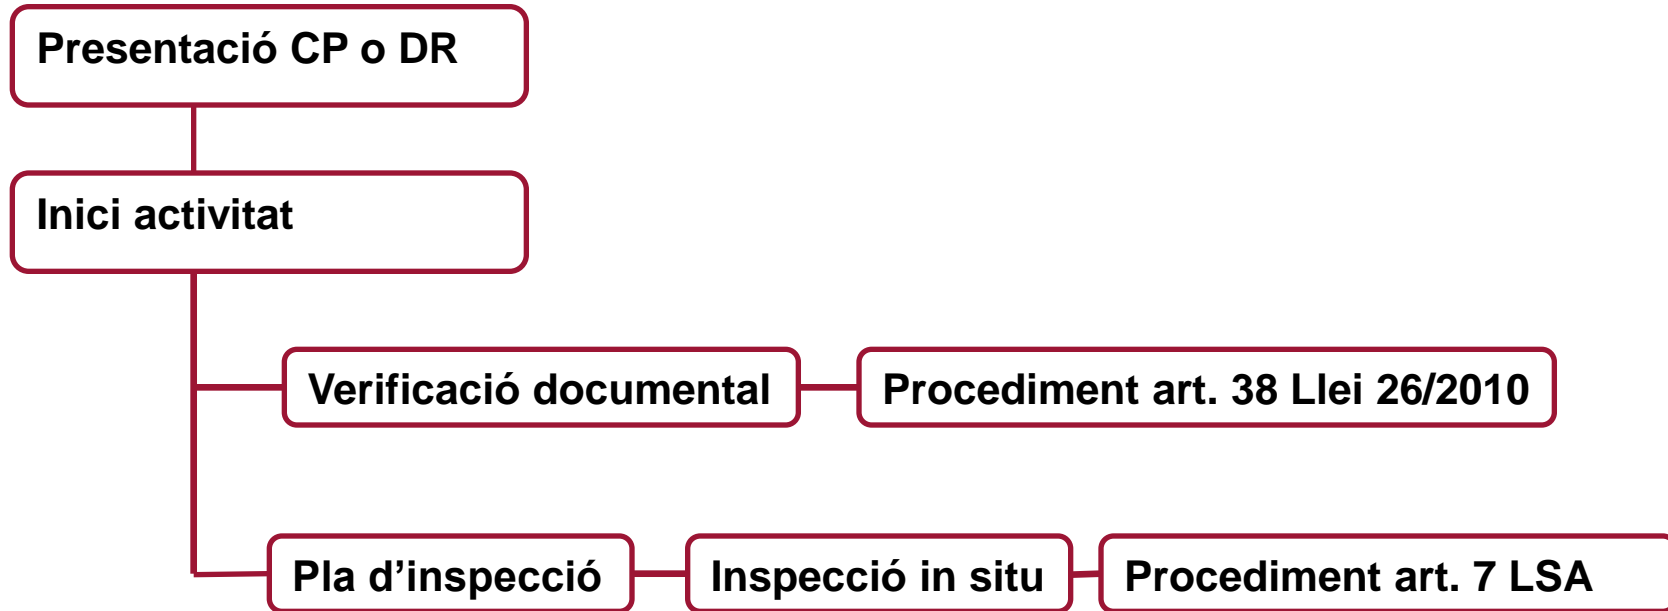 Presentació CP o DR
Inici activitat
Verificació documental
Procediment art. 38 Llei 26/2010
Pla d’inspecció
Inspecció in situ
Procediment art. 7 LSA